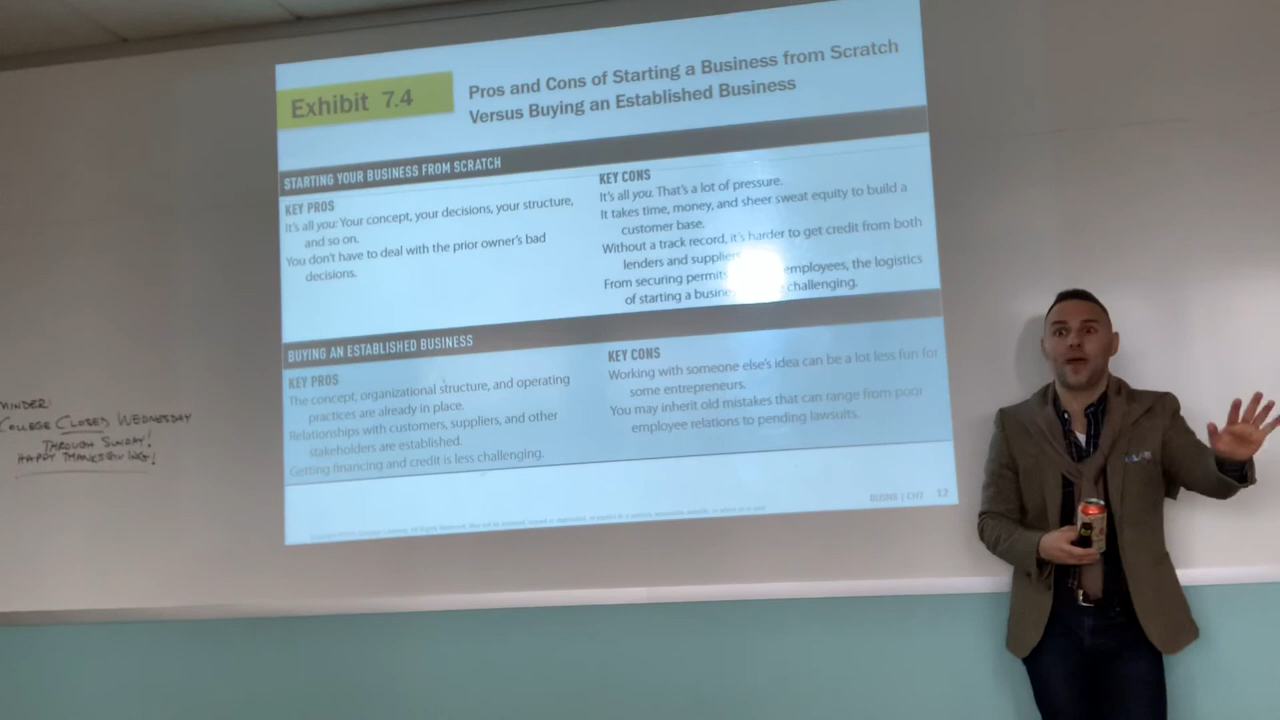 Exhibit 7.4
Pros and Cons of Starting a Business from Scratch
Versus Buying an Established Business
STARTING YOUR BUSINESS FROM SCRATCH
KEY PROS
It's all you: Your concept, your decisions, your structure,
and so on.
You don't have to deal with the prior owner's bad
decisions.
KEY CONS
It's all you. That's a lot of pressure.
It takes time, money, and sheer sweat equity to build a
customer base.
Without a track record, it's harder to get credit from both
lenders and
From securing employees, the logistics
of starting a challenging.
BUYING AN ESTABLISHED BUSINESS
KEY PROS
The concept, organizational structure, and operating
practices are already in place.
Relationships with customers, suppliers, and other
stakeholders are established.
Getting financing and credit is less challenging.
KEY CONS
Working with someone else's idea can be a lot less fun for
some entrepreneurs.
You may inherit old mistakes that can range from poor
employee relations to pending lawsuits.
BUSN8 | CH7 12
MINDER:
COLLEGE CLOSED WEDNESDAY
THROUGH SUNDAY!
HAPPY THANKSGIVING!